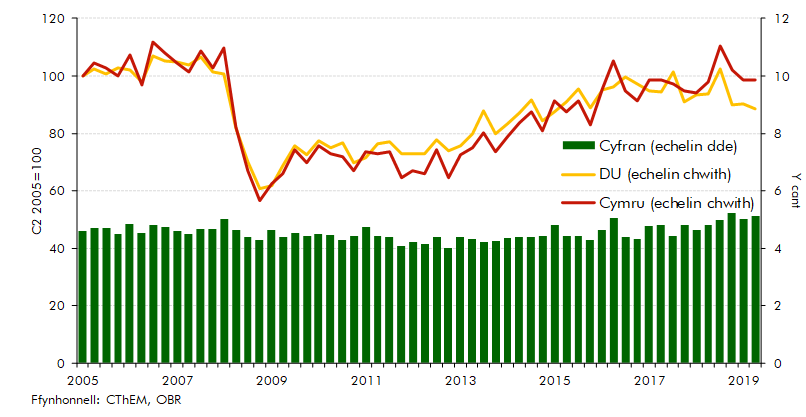 120
100
80
60
40
20
0
C2 2005=100
12
10
8
6
4
2
0
Y cant
Cyfran (echelin dde)
DU (echelin chwith)
Cymru (echelin chwith)
2005 2007 2009 2011 2013 2015 2017 2019
Ffynhonnell: CThEM, OBR